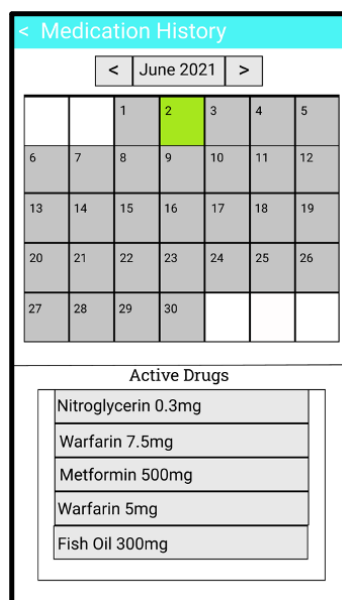 < Medication History
< June 2021 >
1 2 3 4 5
6 7 8 9 10 11 12
13 14 15 16 17 18 19
20 21 22 23 24 25 26
27 28 29 30
Active Drugs
Nitroglycerin 0.3mg
Warfarin 7.5mg
Metformin 500mg
Warfarin 5mg
Fish Oil 300mg